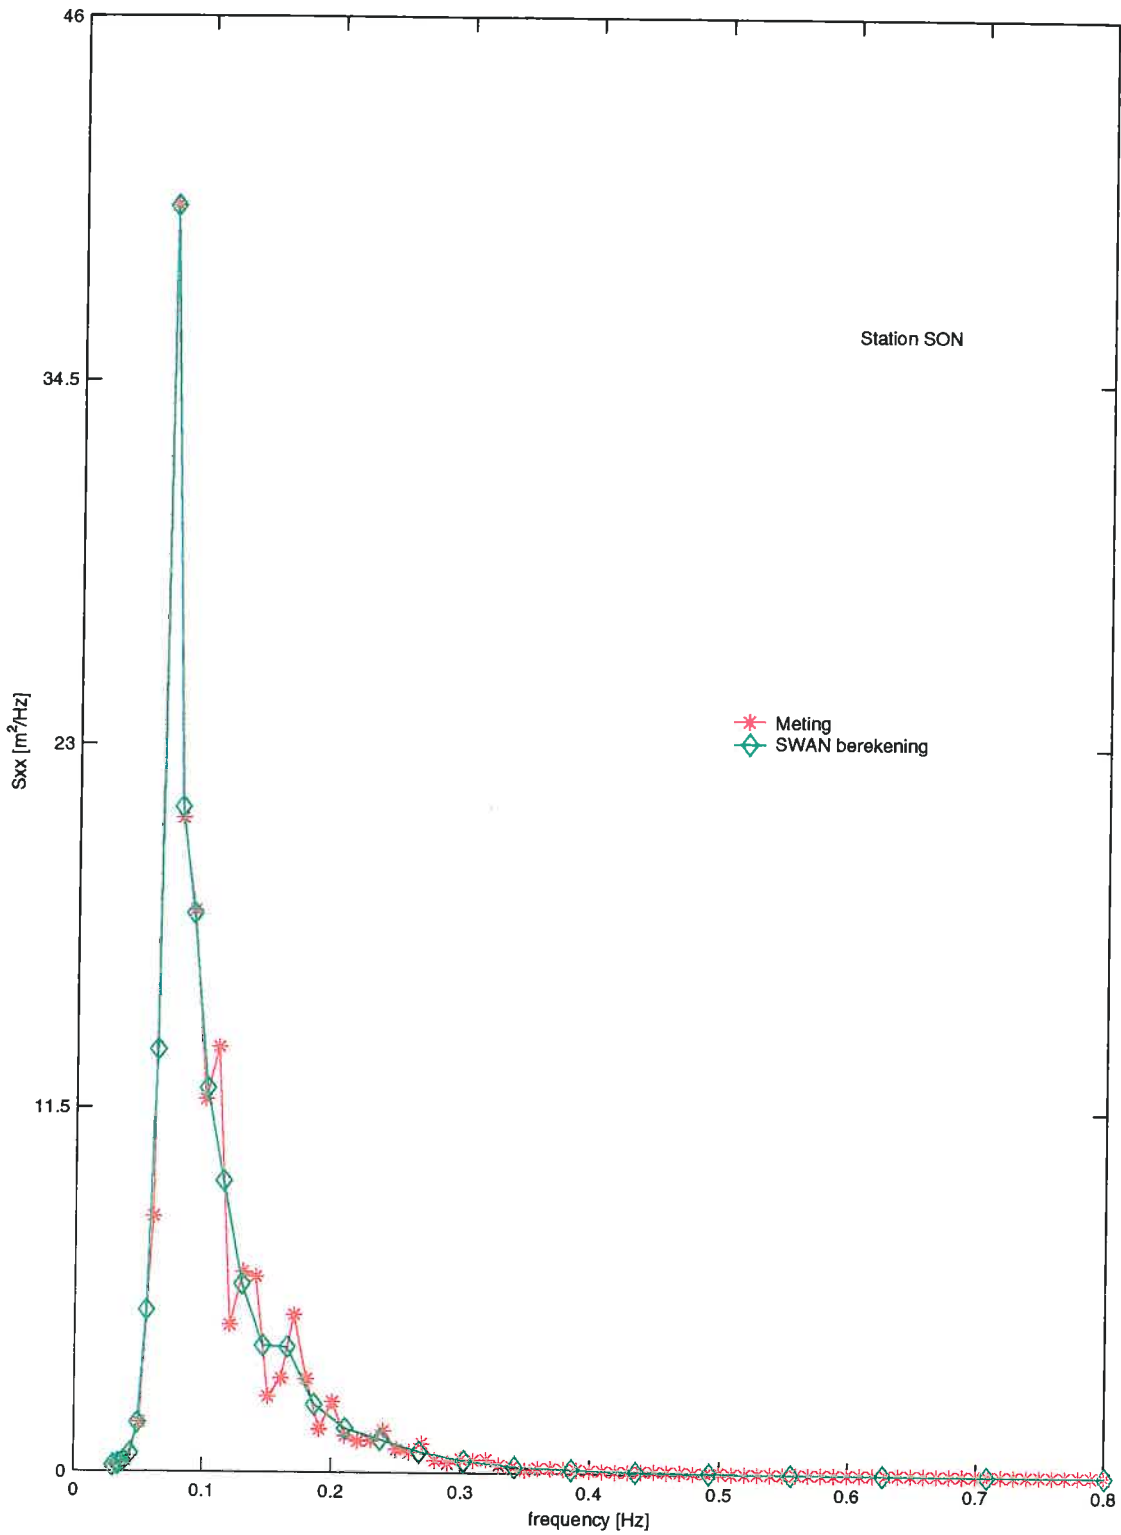 46
Station SON
34.5
Sxx [m²/Hz]
Meting
SWAN berekening
23
11.5
0
0 0.1 0.2 0.3 0.4 0.5 0.6 0.7 0.8
frequency [Hz]